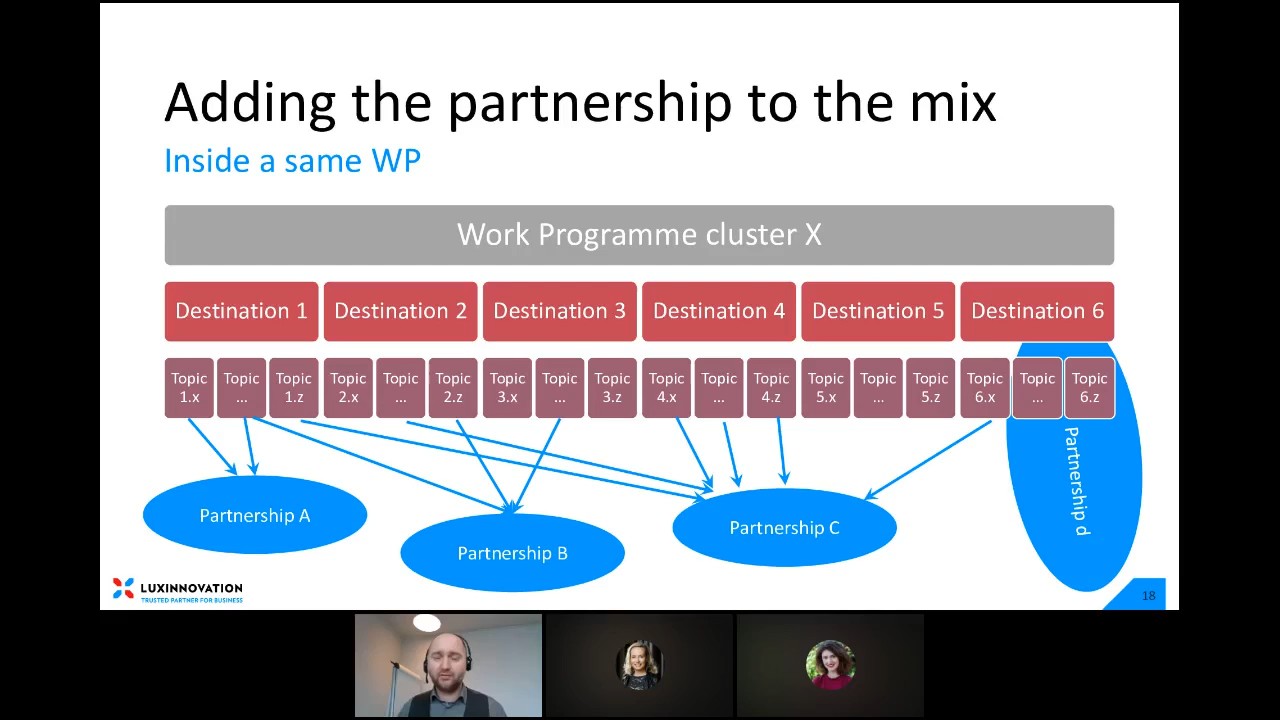 Adding the partnership to the mix
Inside a same WP
Work Programme cluster X
Destination 1 Destination 2 Destination 3 Destination 4 Destination 5 Destination 6
Topic Topic Topic Topic Topic Topic Topic Topic Topic Topic Topic Topic Topic Topic Topic Topic Topic Topic
1.x ... 1.z 2.x ... 2.z 3.x ... 3.z 4.x ... 4.z 5.x ... 5.z 6.x ... 6.z
Partnership A
Partnership B
Partnership C
Partnership d
LUXINNOVATION
TRUSTED PARTNER FOR BUSINESS
18